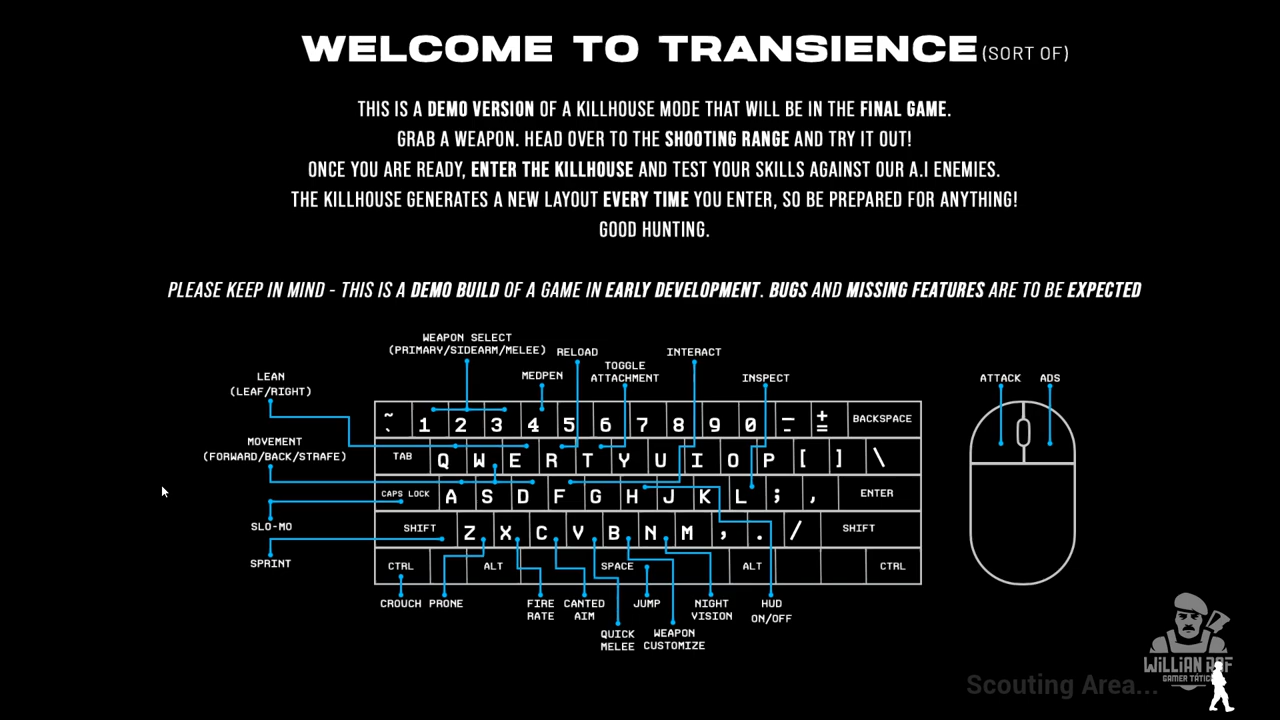 WELCOME TO TRANSIENCE (SORT OF)
THIS IS A DEMO VERSION OF A KILLHOUSE MODE THAT WILL BE IN THE FINAL GAME.
GRAB A WEAPON. HEAD OVER TO THE SHOOTING RANGE AND TRY IT OUT!
ONCE YOU ARE READY, ENTER THE KILLHOUSE AND TEST YOUR SKILLS AGAINST OUR A.I ENEMIES.
THE KILLHOUSE GENERATES A NEW LAYOUT EVERY TIME YOU ENTER, SO BE PREPARED FOR ANYTHING!
GOOD HUNTING.
PLEASE KEEP IN MIND - THIS IS A DEMO BUILD OF A GAME IN EARLY DEVELOPMENT. BUGS AND MISSING FEATURES ARE TO BE EXPECTED
WEAPON SELECT
(PRIMARY/SIDEARM/MELEE)
RELOAD
INTERACT
TOGGLE
ATTACHMENT
MEDPEN
INSPECT
ATTACK
ADS
LEAN
(LEAF/RIGHT)
MOVEMENT
(FORWARD/BACK/STRAFE)
SLO-MO
SPRINT
~ ` 1 2 3 4 5 6 7 8 9 0 _ - + = BACKSPACE
TAB Q W E R T Y U I O P [ ] \
CAPS LOCK A S D F G H J K L ; , ENTER
SHIFT Z X C V B N M , . / SHIFT
CTRL ALT SPACE ALT CTRL
CROUCH
PRONE
FIRE
RATE
CANTED
AIM
JUMP
NIGHT
VISION
HUD
ON/OFF
QUICK
MELEE
WEAPON
CUSTOMIZE
WILLIAN
GAMER
Scouting Area...